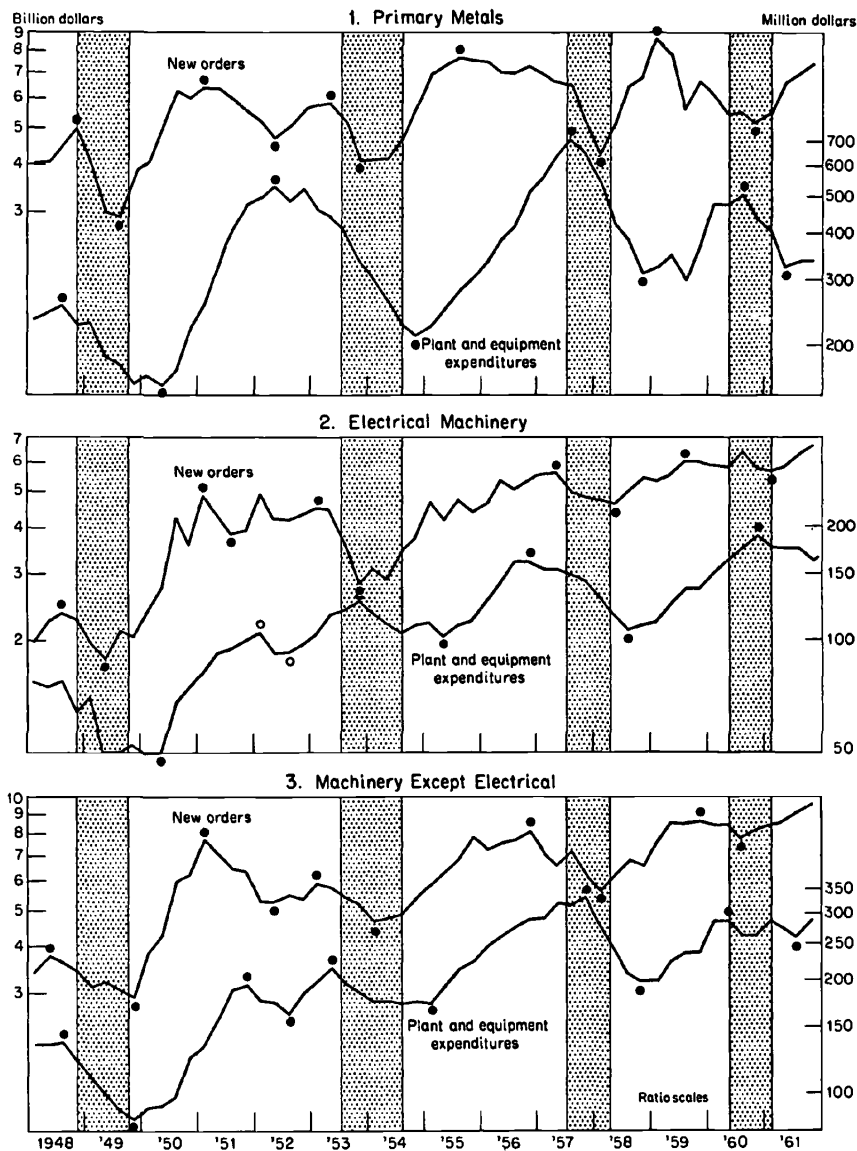 Billion dollars
1. Primary Metals
Million dollars
9
8
7
6
5
4
3
New orders
700
600
500
400
300
200
Plant and equipment
expenditures
2. Electrical Machinery
7
6
5
4
3
2
New orders
200
150
100
50
Plant and equipment
expenditures
3. Machinery Except Electrical
10
9
8
7
6
5
4
3
New orders
350
300
250
200
150
100
Plant and equipment
expenditures
Ratio scales
1948 '49 '50 '51 '52 '53 '54 '55 '56 '57 '58 '59 '60 '61